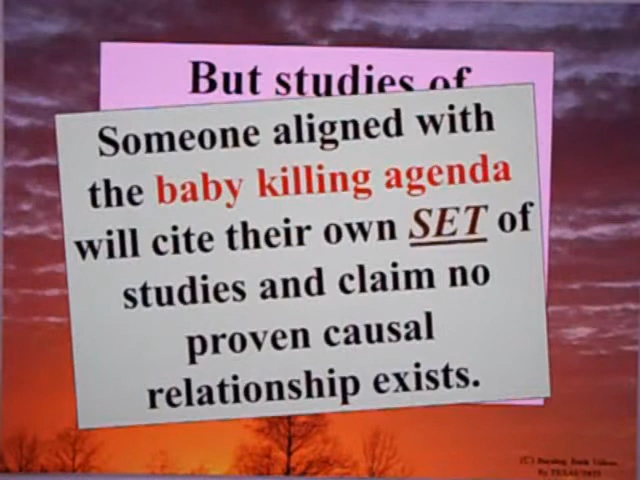 But studies of
Someone aligned with
the baby killing agenda
will cite their own SET of
studies and claim no
proven causal
relationship exists.
(C)
By